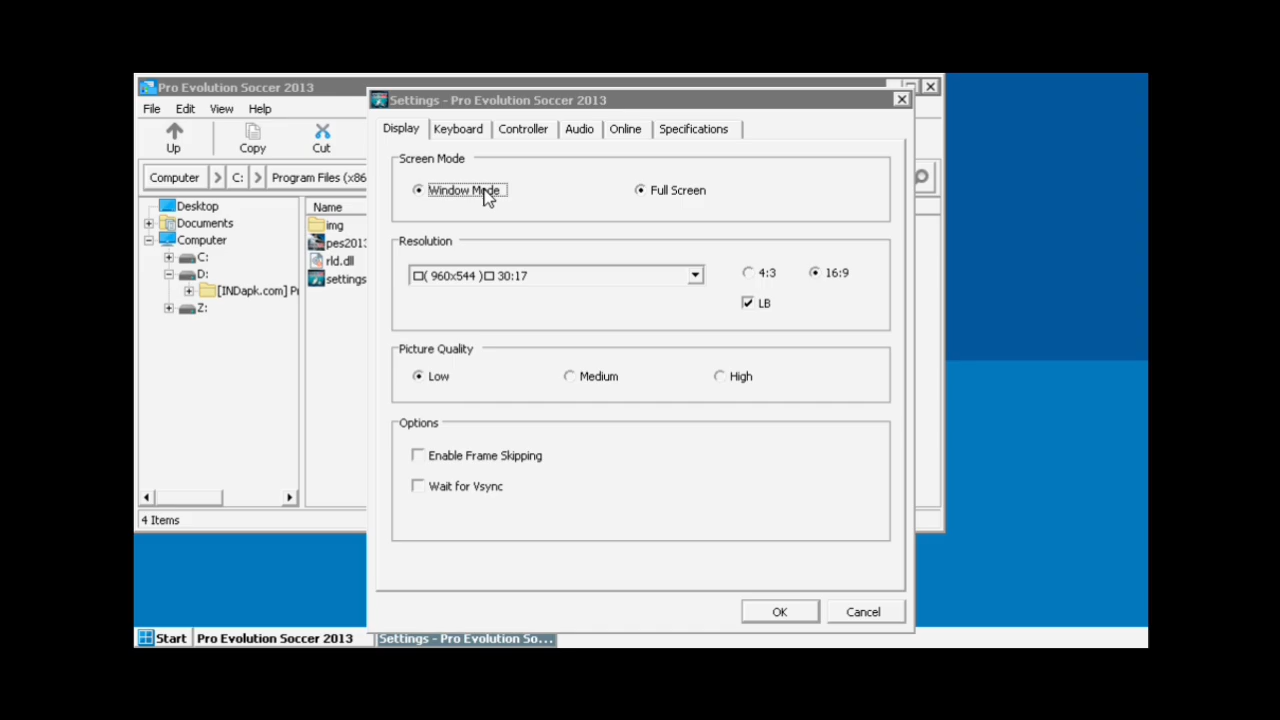 Pro Evolution Soccer 2013
File Edit View Help
Up Copy Cut
Computer C: Program Files (x86
Desktop
Documents
Computer
C:
D:
[INDapk.com] P
Z:
Name
img
pes2013
rld.dll
settings
4 Items
Settings - Pro Evolution Soccer 2013
Display Keyboard Controller Audio Online Specifications
Screen Mode
Window Mode Full Screen
Resolution
□( 960x544 )□ 30:17
4:3 16:9
LB
Picture Quality
Low Medium High
Options
Enable Frame Skipping
Wait for Vsync
OK Cancel
Start Pro Evolution Soccer 2013 Settings - Pro Evolution So...